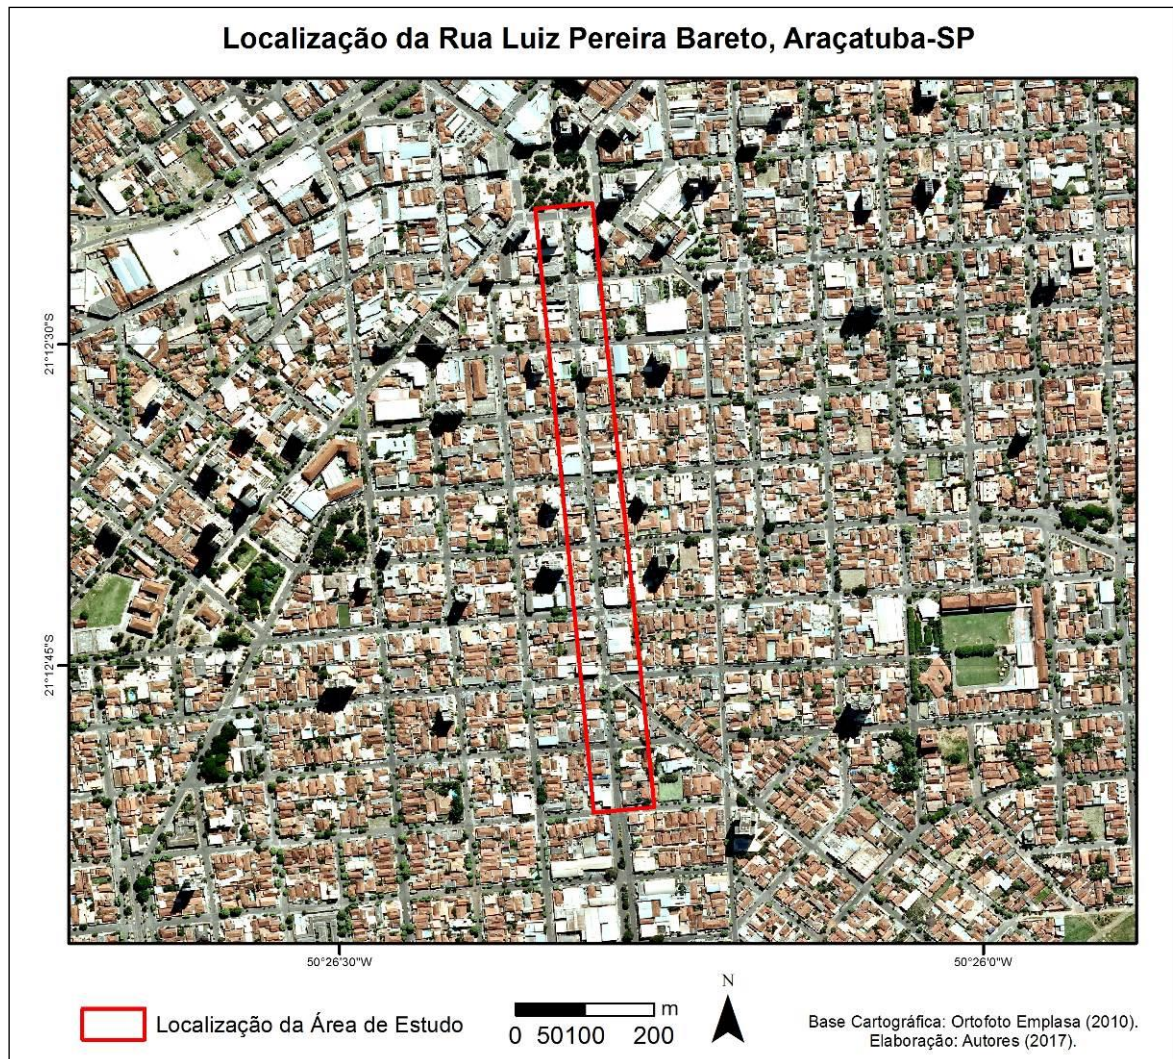 Localização da Rua Luiz Pereira Bareto, Araçatuba-SP
21°12'30"S
21°12'45"S
50°26'30"W
50°26'0"W
N
Localização da Área de Estudo
m
0 50100 200
Base Cartográfica: Ortofoto Emplasa (2010).
Elaboração: Autores (2017).